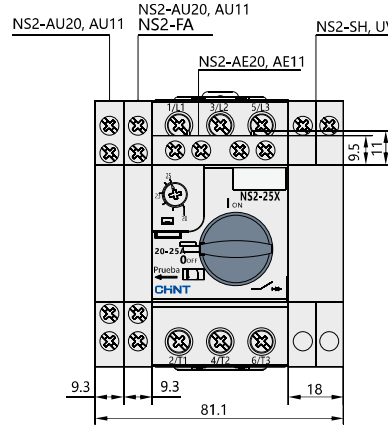 NS2-AU20, AU11
NS2-AU20, AU11
NS2-FA
NS2-SH, UV
NS2-AE20, AE11
1/L1 3/L2 5/L3
9.5
11
25
NS2-25X
I ON
20-25A
O OFF
Prueba
CHNT
2/T1 4/T2 6/T3
9.3
9.3
18
81.1